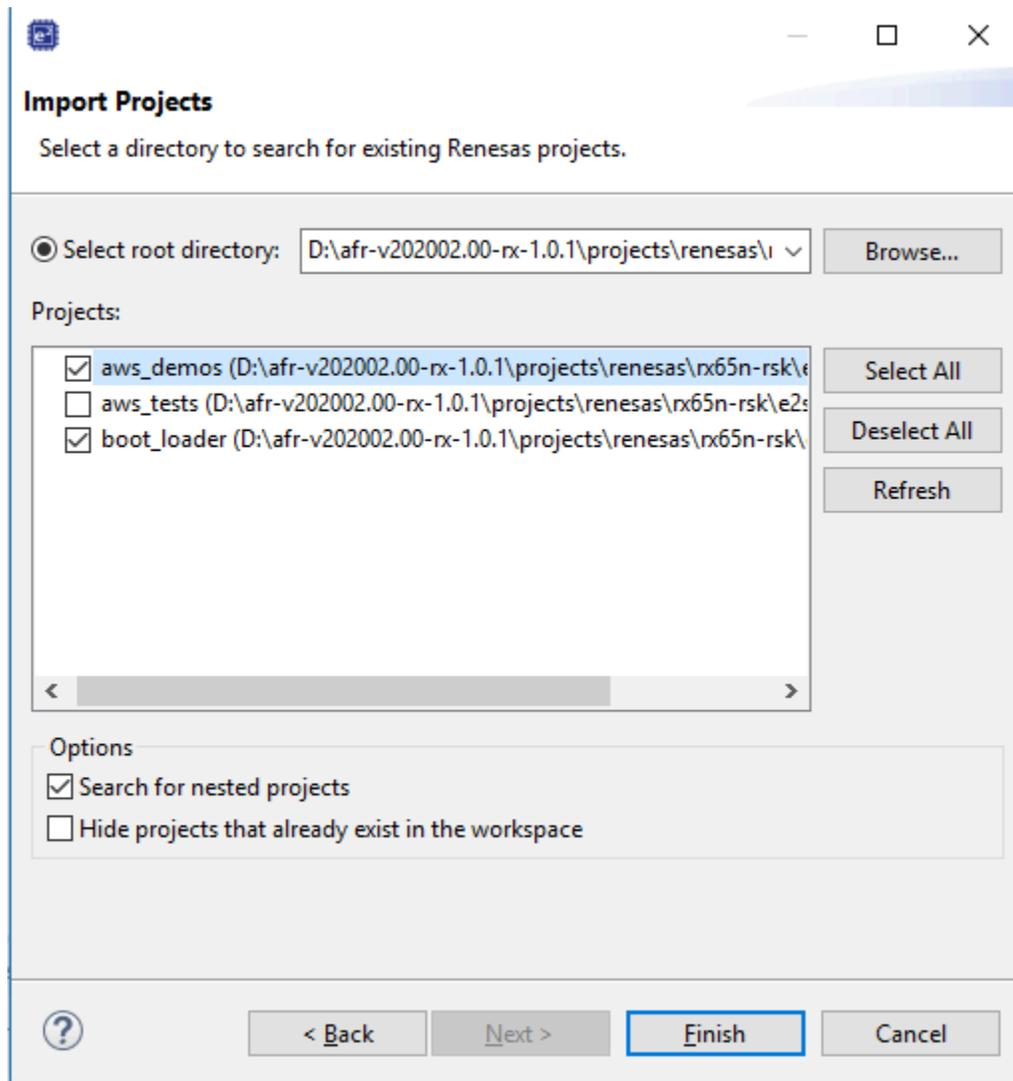 e²
Import Projects
Select a directory to search for existing Renesas projects.
Select root directory: D:\afr-v202002.00-rx-1.0.1\projects\renesas\r Browse...
Projects:
aws_demos (D:\afr-v202002.00-rx-1.0.1\projects\renesas\rx65n-rsk\e Select All
aws_tests (D:\afr-v202002.00-rx-1.0.1\projects\renesas\rx65n-rsk\e2s
Deselect All
boot_loader (D:\afr-v202002.00-rx-1.0.1\projects\renesas\rx65n-rsk\
Refresh
Options
Search for nested projects
Hide projects that already exist in the workspace
? < Back Next > Finish Cancel